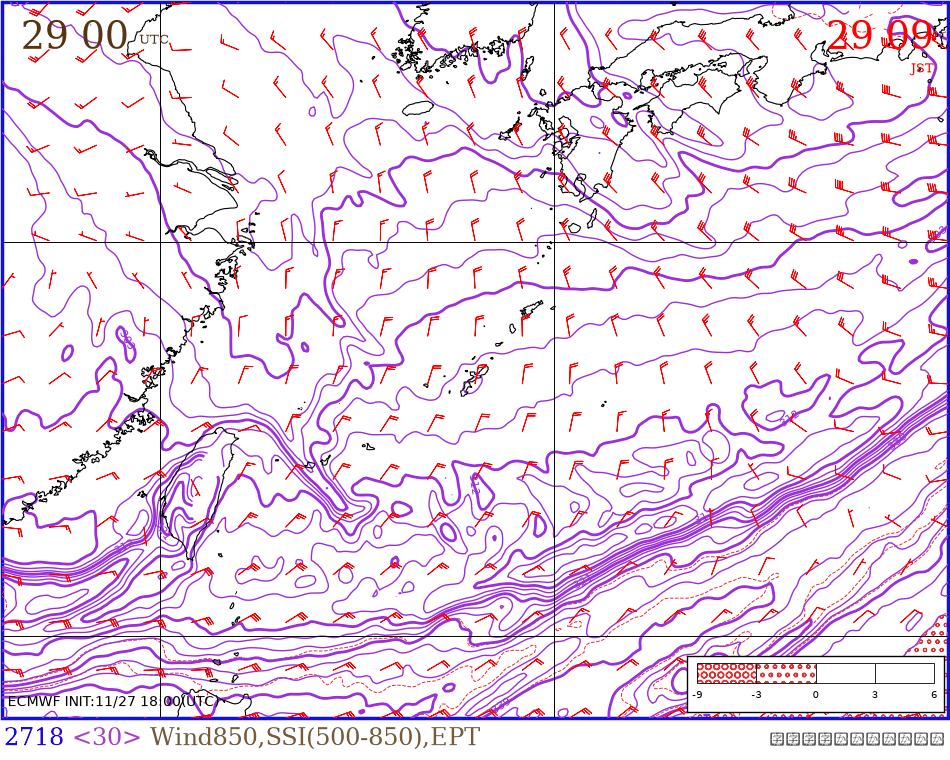 29 00 UTC
29 09 JST
-9 -3 0 3 6
ECMWF INIT:11/27 18:00(UTC)
2718 <30> Wind850,SSI(500-850),EPT